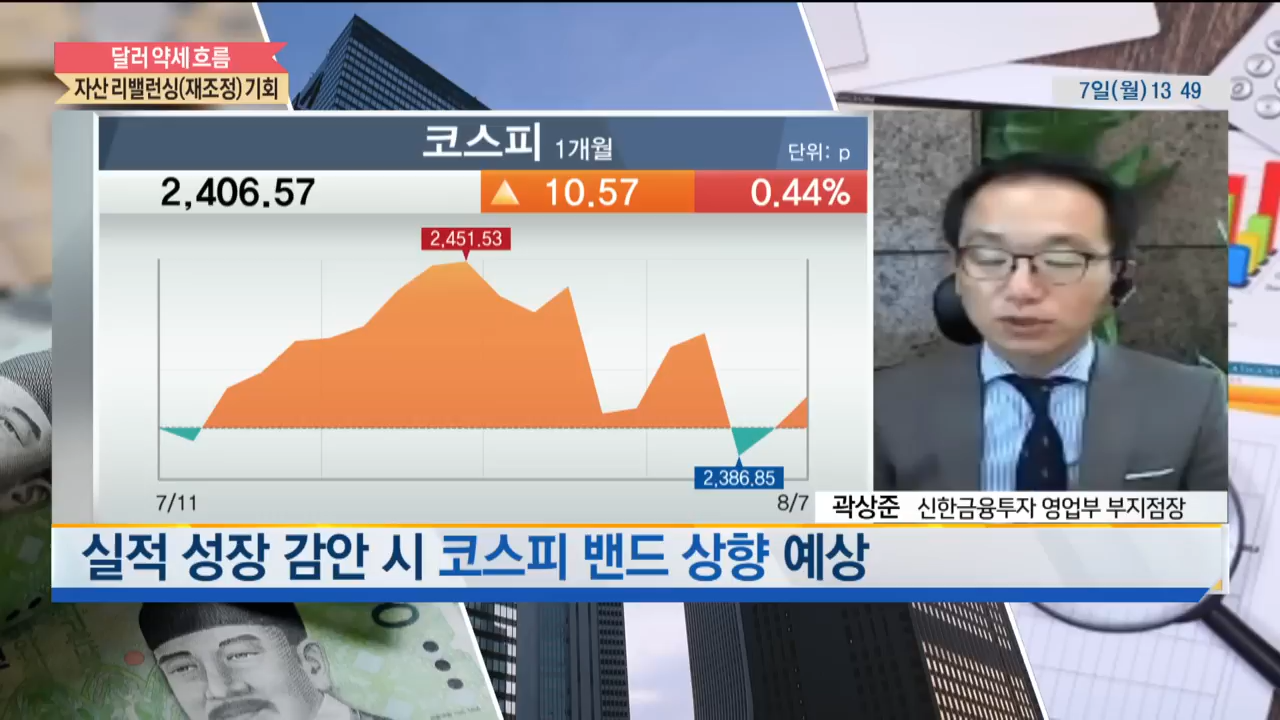 달러 약세 흐름
자산 리밸런싱(재조정) 기회
7일(월) 13 49
코스피 1개월
단위: p
2,406.57 ▲ 10.57 0.44%
2,451.53
2,386.85
7/11 8/7
곽상준 신한금융투자 영업부 부지점장
실적 성장 감안 시 코스피 밴드 상향 예상